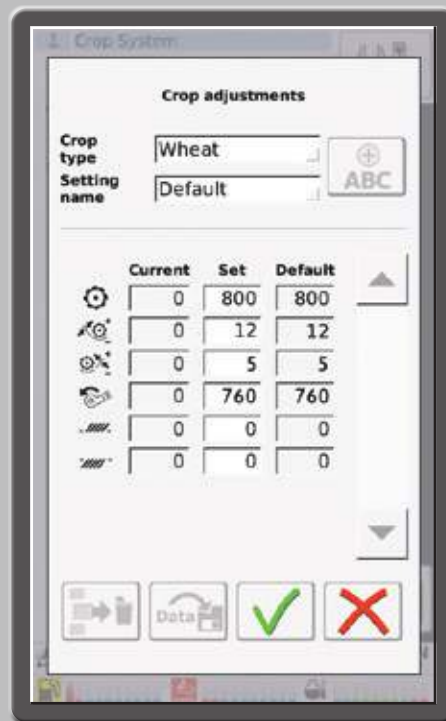 1 Crop System
Crop adjustments
Crop type Wheat
ABC
Setting name Default
Current Set Default
0 800 800
0 12 12
0 5 5
0 760 760
0 0 0
0 0 0
Data